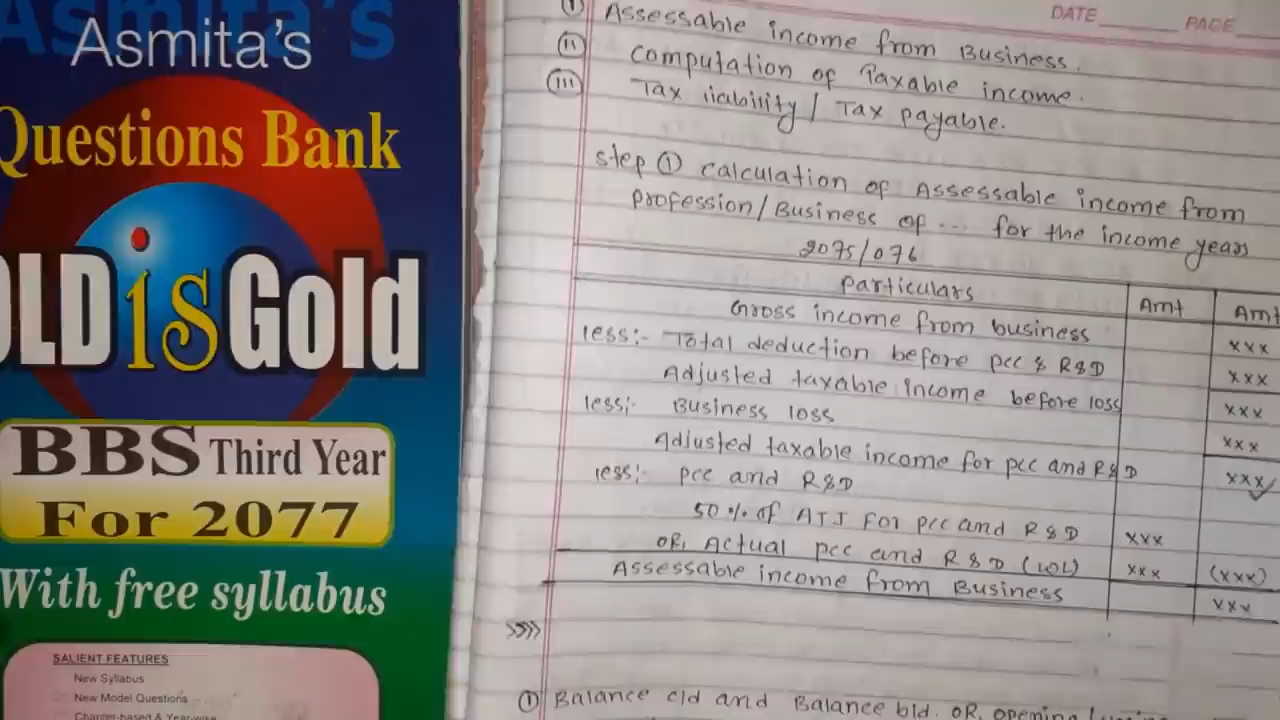 Asmita's
Asmita's
Questions Bank
OLD is Gold
BBS Third Year
For 2077
With free syllabus
SALIENT FEATURES
New Syllabus
New Model Questions
DATE PAGE
(i) Assessable income from Business.
(ii) computation of Taxable income.
(iii) Tax liability / Tax payable.
step (1) calculation of Assessable income from
profession/Business of ... for the income years
2075/076
particulars Amt Amt
Gross income from business xxx
less:- Total deduction before pcc & R&D xxx
Adjusted taxable income before loss xxx
less:- Business loss xxx
Adjusted taxable income for pcc and R&D xxx
less:- pcc and R&D
50% of ATI for pcc and R&D xxx
OR, Actual pcc and R&D (WOL) xxx (xxx)
Assessable income from Business xxx
(1) Balance c/d and Balance b/d. OR, opening